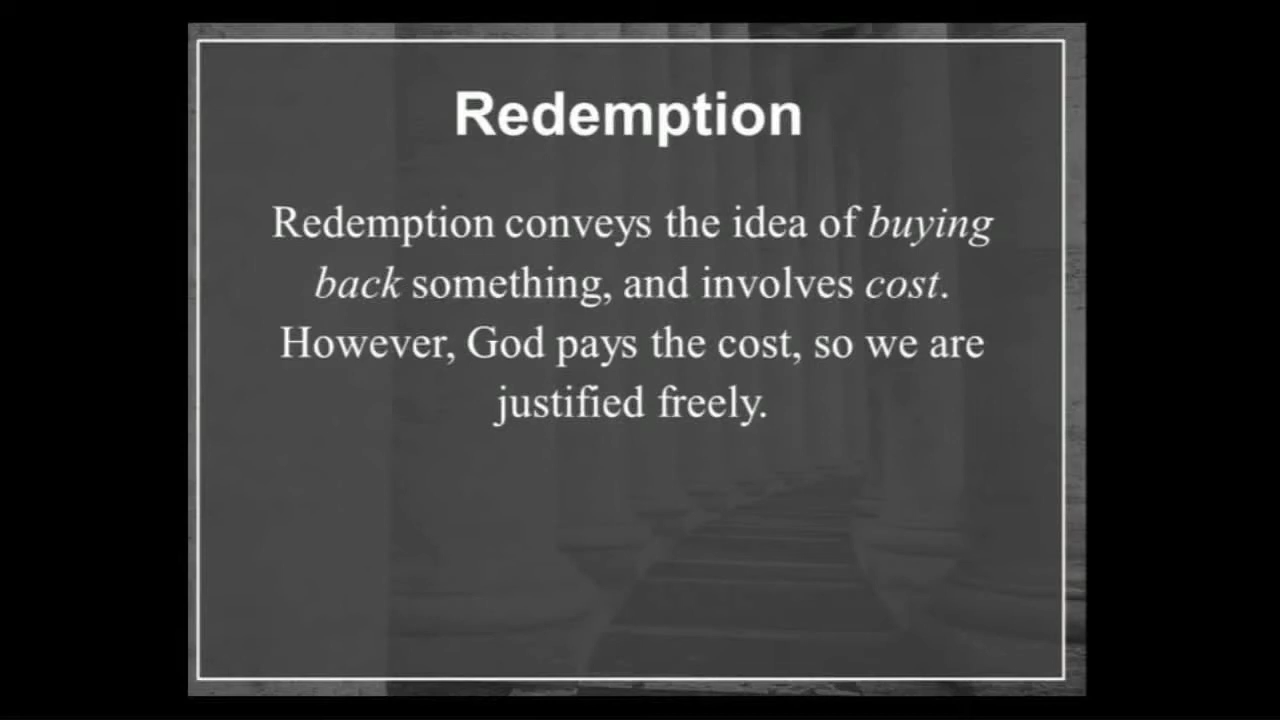 Redemption
Redemption conveys the idea of buying
back something, and involves cost.
However, God pays the cost, so we are
justified freely.